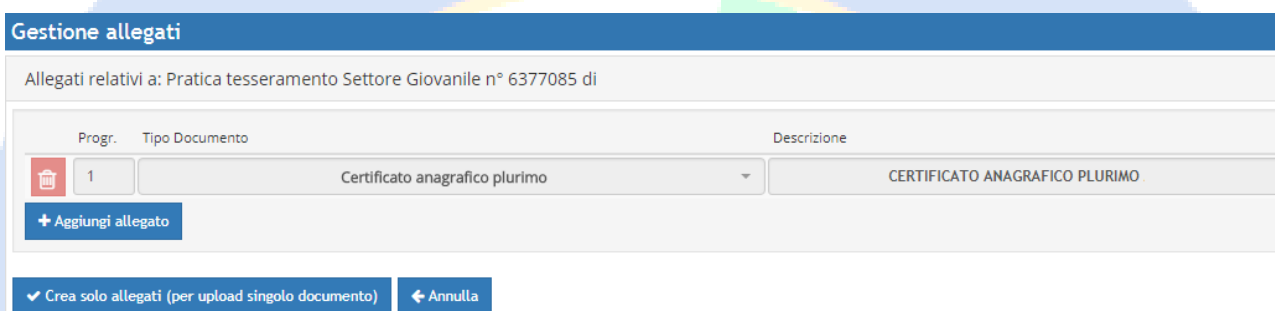 Gestione allegati
Allegati relativi a: Pratica tesseramento Settore Giovanile n° 6377085 di
Progr. Tipo Documento Descrizione
1 Certificato anagrafico plurimo CERTIFICATO ANAGRAFICO PLURIMO
Aggiungi allegato
Crea solo allegati (per upload singolo documento) Annulla